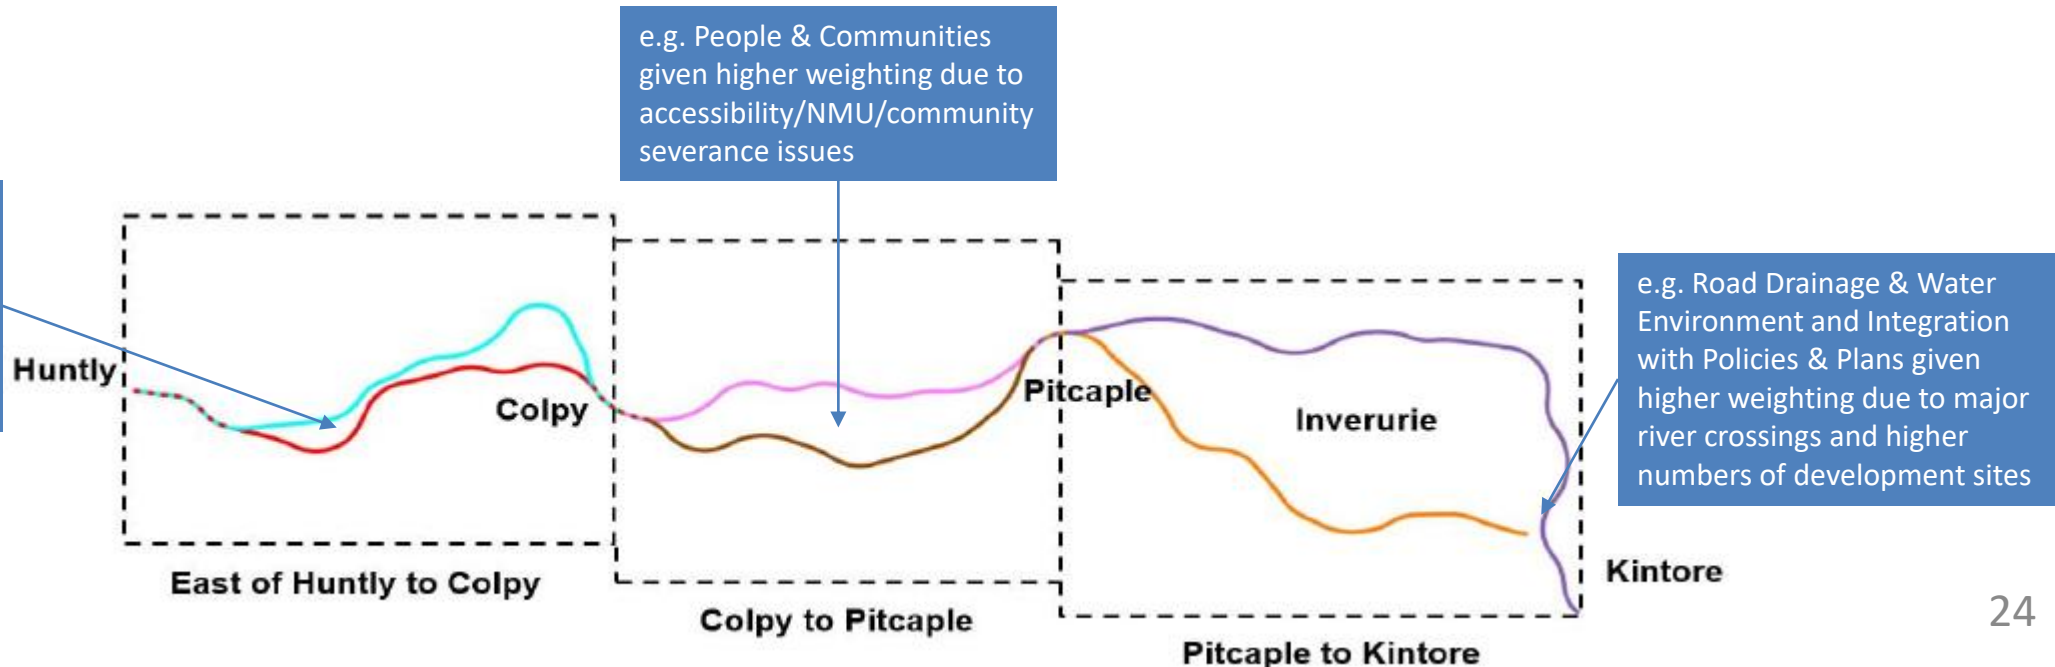 e.g. People & Communities
given higher weighting due to
accessibility/NMU/community
severance issues
e.g. Road Drainage & Water
Environment and Integration
with Policies & Plans given
higher weighting due to major
river crossings and higher
numbers of development sites
Huntly
Colpy
Pitcaple
Inverurie
Kintore
East of Huntly to Colpy
Colpy to Pitcaple
Pitcaple to Kintore
24